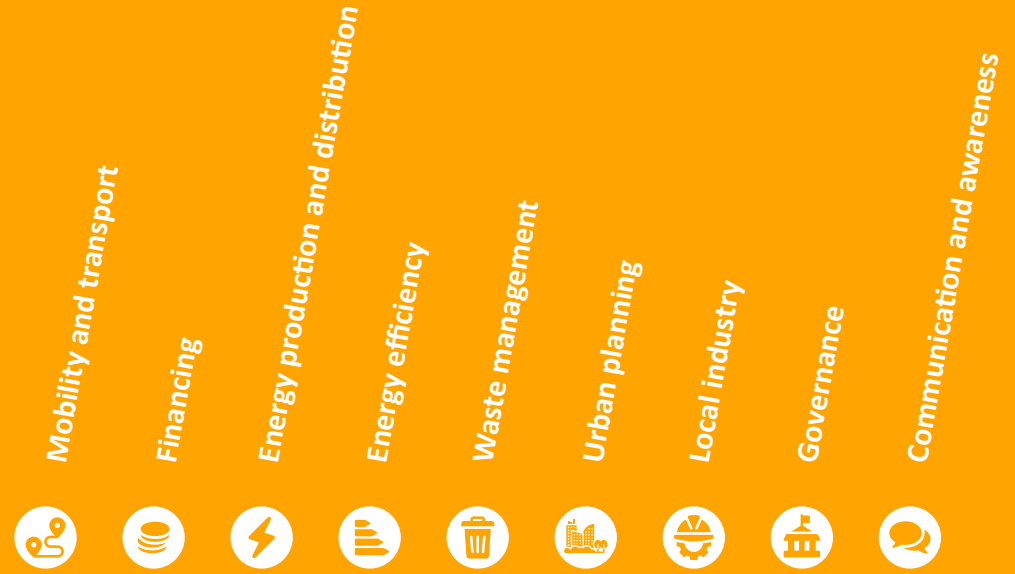 Mobility and transport
Financing
Energy production and distribution
Energy efficiency
Waste management
Urban planning
Local industry
Governance
Communication and awareness